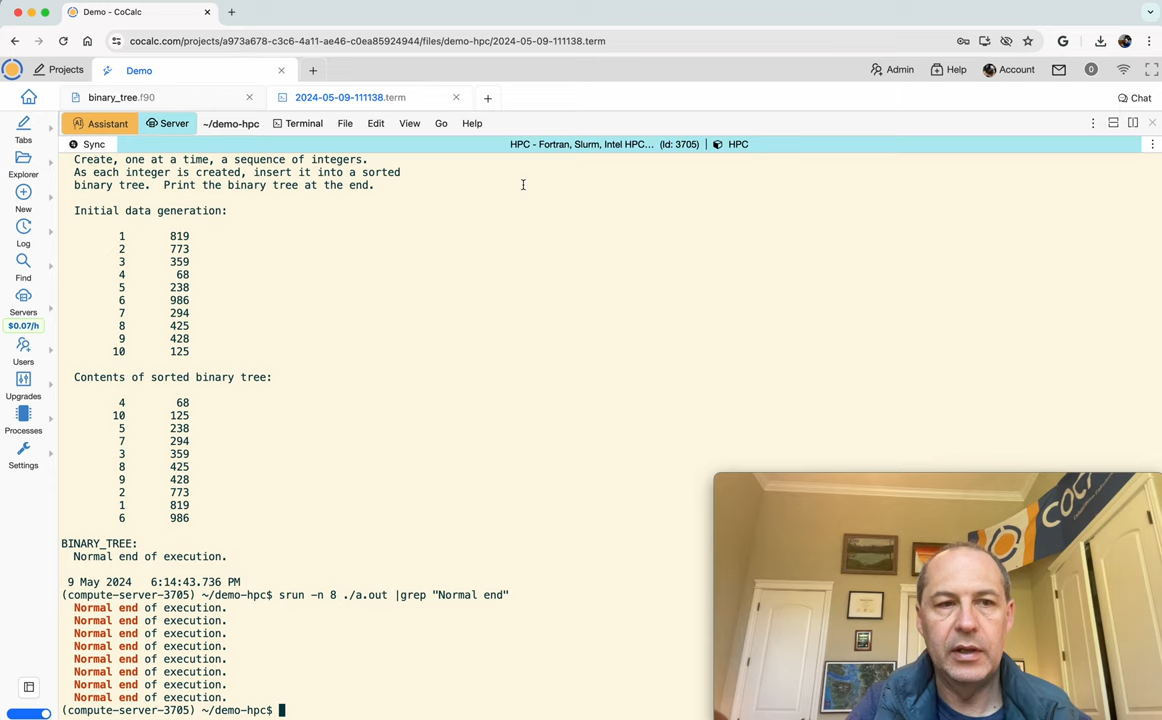 Demo - CoCalc
cocalc.com/projects/a973a678-c3c6-4a11-ae46-c0ea85924944/files/demo-hpc/2024-05-09-111138.term
Projects
Demo
Admin
Help
Account
0
binary_tree.f90
2024-05-09-111138.term
Chat
Tabs
Explorer
New
Log
Find
Servers
$0.07/h
Users
Upgrades
Processes
Settings
AI Assistant
Server
~/demo-hpc
Terminal
File
Edit
View
Go
Help
Sync
HPC - Fortran, Slurm, Intel HPC... (Id: 3705)
HPC
Create, one at a time, a sequence of integers.
As each integer is created, insert it into a sorted
binary tree.  Print the binary tree at the end.
Initial data generation:
1 819
2 773
3 359
4 68
5 238
6 986
7 294
8 425
9 428
10 125
Contents of sorted binary tree:
4 68
10 125
5 238
7 294
3 359
8 425
9 428
2 773
1 819
6 986
BINARY_TREE:
Normal end of execution.
9 May 2024   6:14:43.736 PM
(compute-server-3705) ~/demo-hpc$ srun -n 8 ./a.out |grep "Normal end"
Normal end of execution.
Normal end of execution.
Normal end of execution.
Normal end of execution.
Normal end of execution.
Normal end of execution.
Normal end of execution.
Normal end of execution.
(compute-server-3705) ~/demo-hpc$